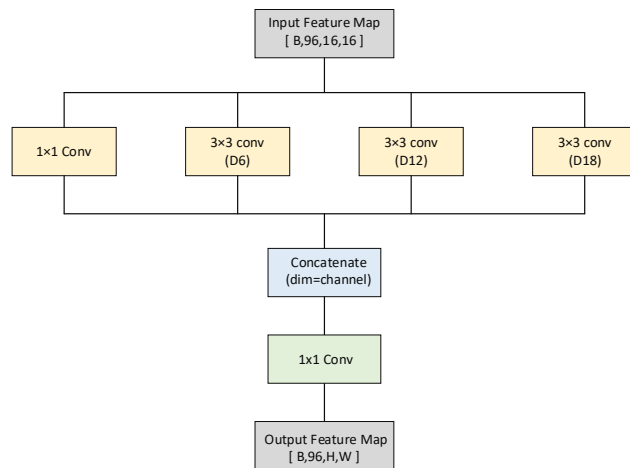 Input Feature Map
[ B,96,16,16 ]
1×1 Conv
3×3 conv
(D6)
3×3 conv
(D12)
3×3 conv
(D18)
Concatenate
(dim=channel)
1x1 Conv
Output Feature Map
[ B,96,H,W ]